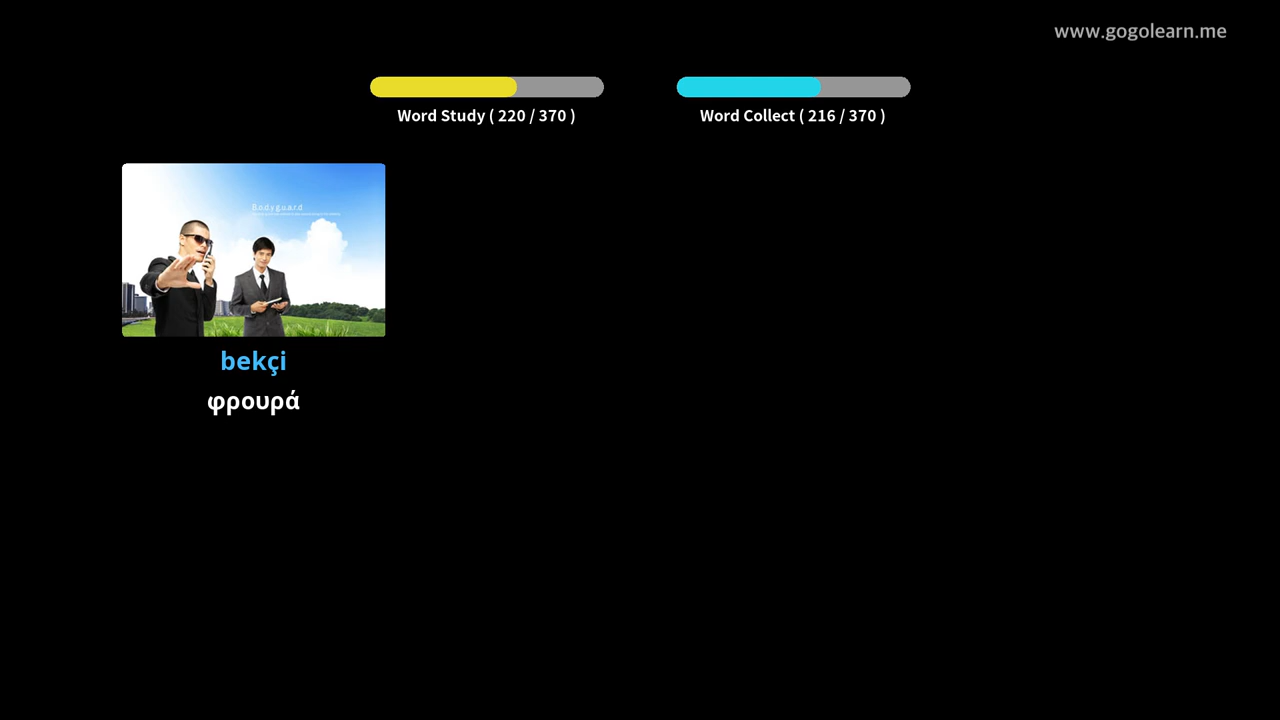 www.gogolearn.me
Word Study ( 220 / 370 )
Word Collect ( 216 / 370 )
Bodyguard
bekçi
φρουρά